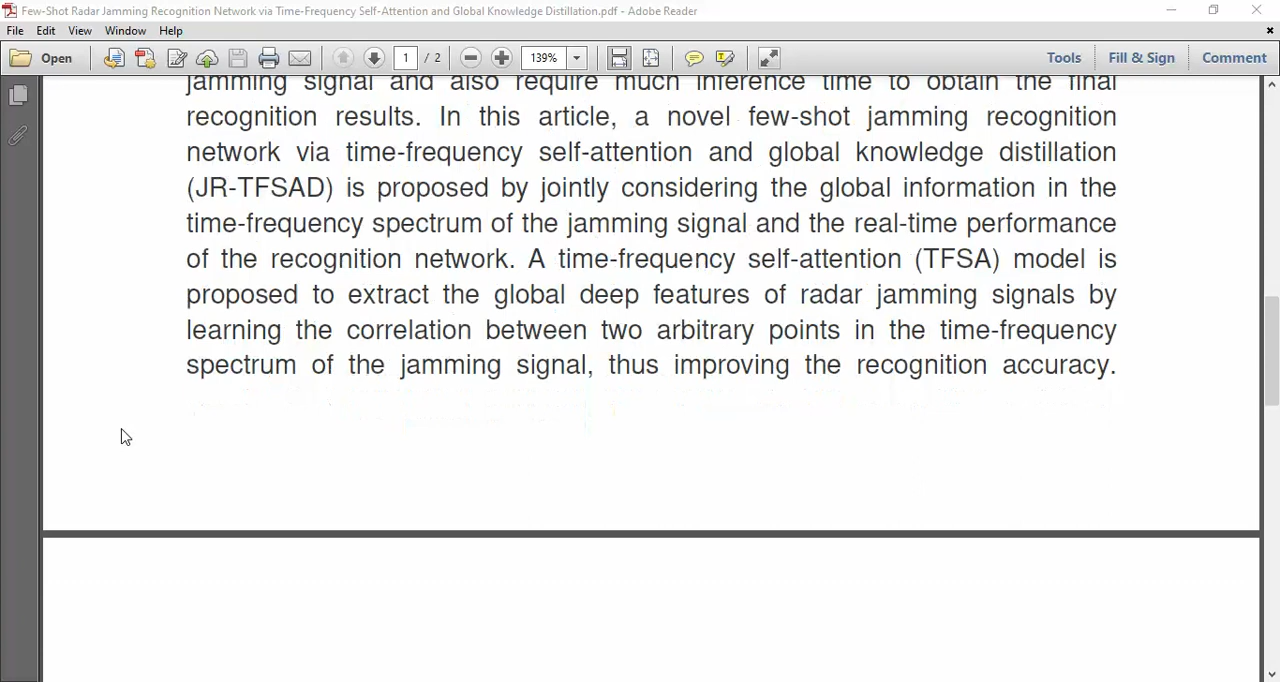 Few-Shot Radar Jamming Recognition Network via Time-Frequency Self-Attention and Global Knowledge Distillation.pdf - Adobe Reader
File Edit View Window Help
Open 1 / 2 139% Tools Fill & Sign Comment
jamming signal and also require much inference time to obtain the final
recognition results. In this article, a novel few-shot jamming recognition
network via time-frequency self-attention and global knowledge distillation
(JR-TFSAD) is proposed by jointly considering the global information in the
time-frequency spectrum of the jamming signal and the real-time performance
of the recognition network. A time-frequency self-attention (TFSA) model is
proposed to extract the global deep features of radar jamming signals by
learning the correlation between two arbitrary points in the time-frequency
spectrum of the jamming signal, thus improving the recognition accuracy.